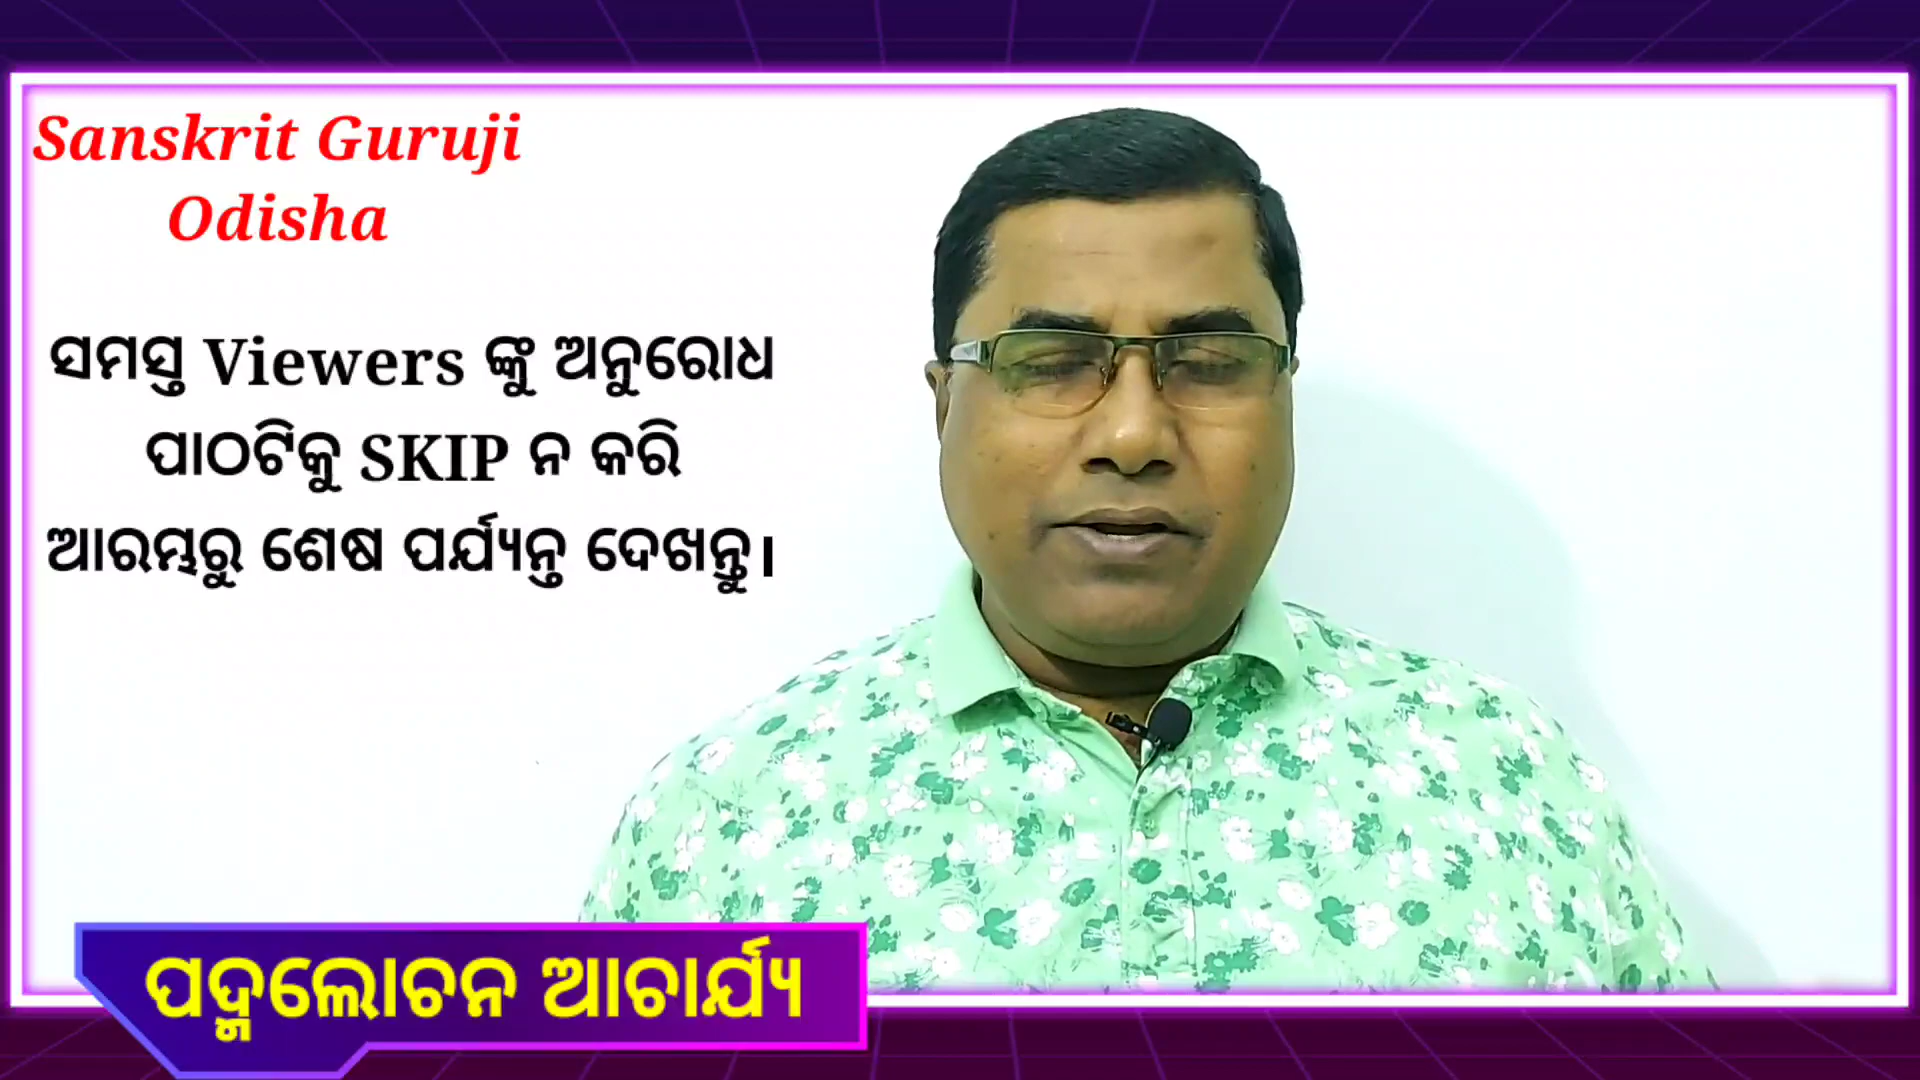 Sanskrit Guruji
Odisha
ସମସ୍ତ Viewers ଙ୍କୁ ଅନୁରୋଧ
ପାଠଟିକୁ SKIP ନ କରି
ଆରମ୍ଭରୁ ଶେଷ ପର୍ଯ୍ୟନ୍ତ ଦେଖନ୍ତୁ।
ପଦ୍ମଲୋଚନ ଆଚାର୍ଯ୍ୟ